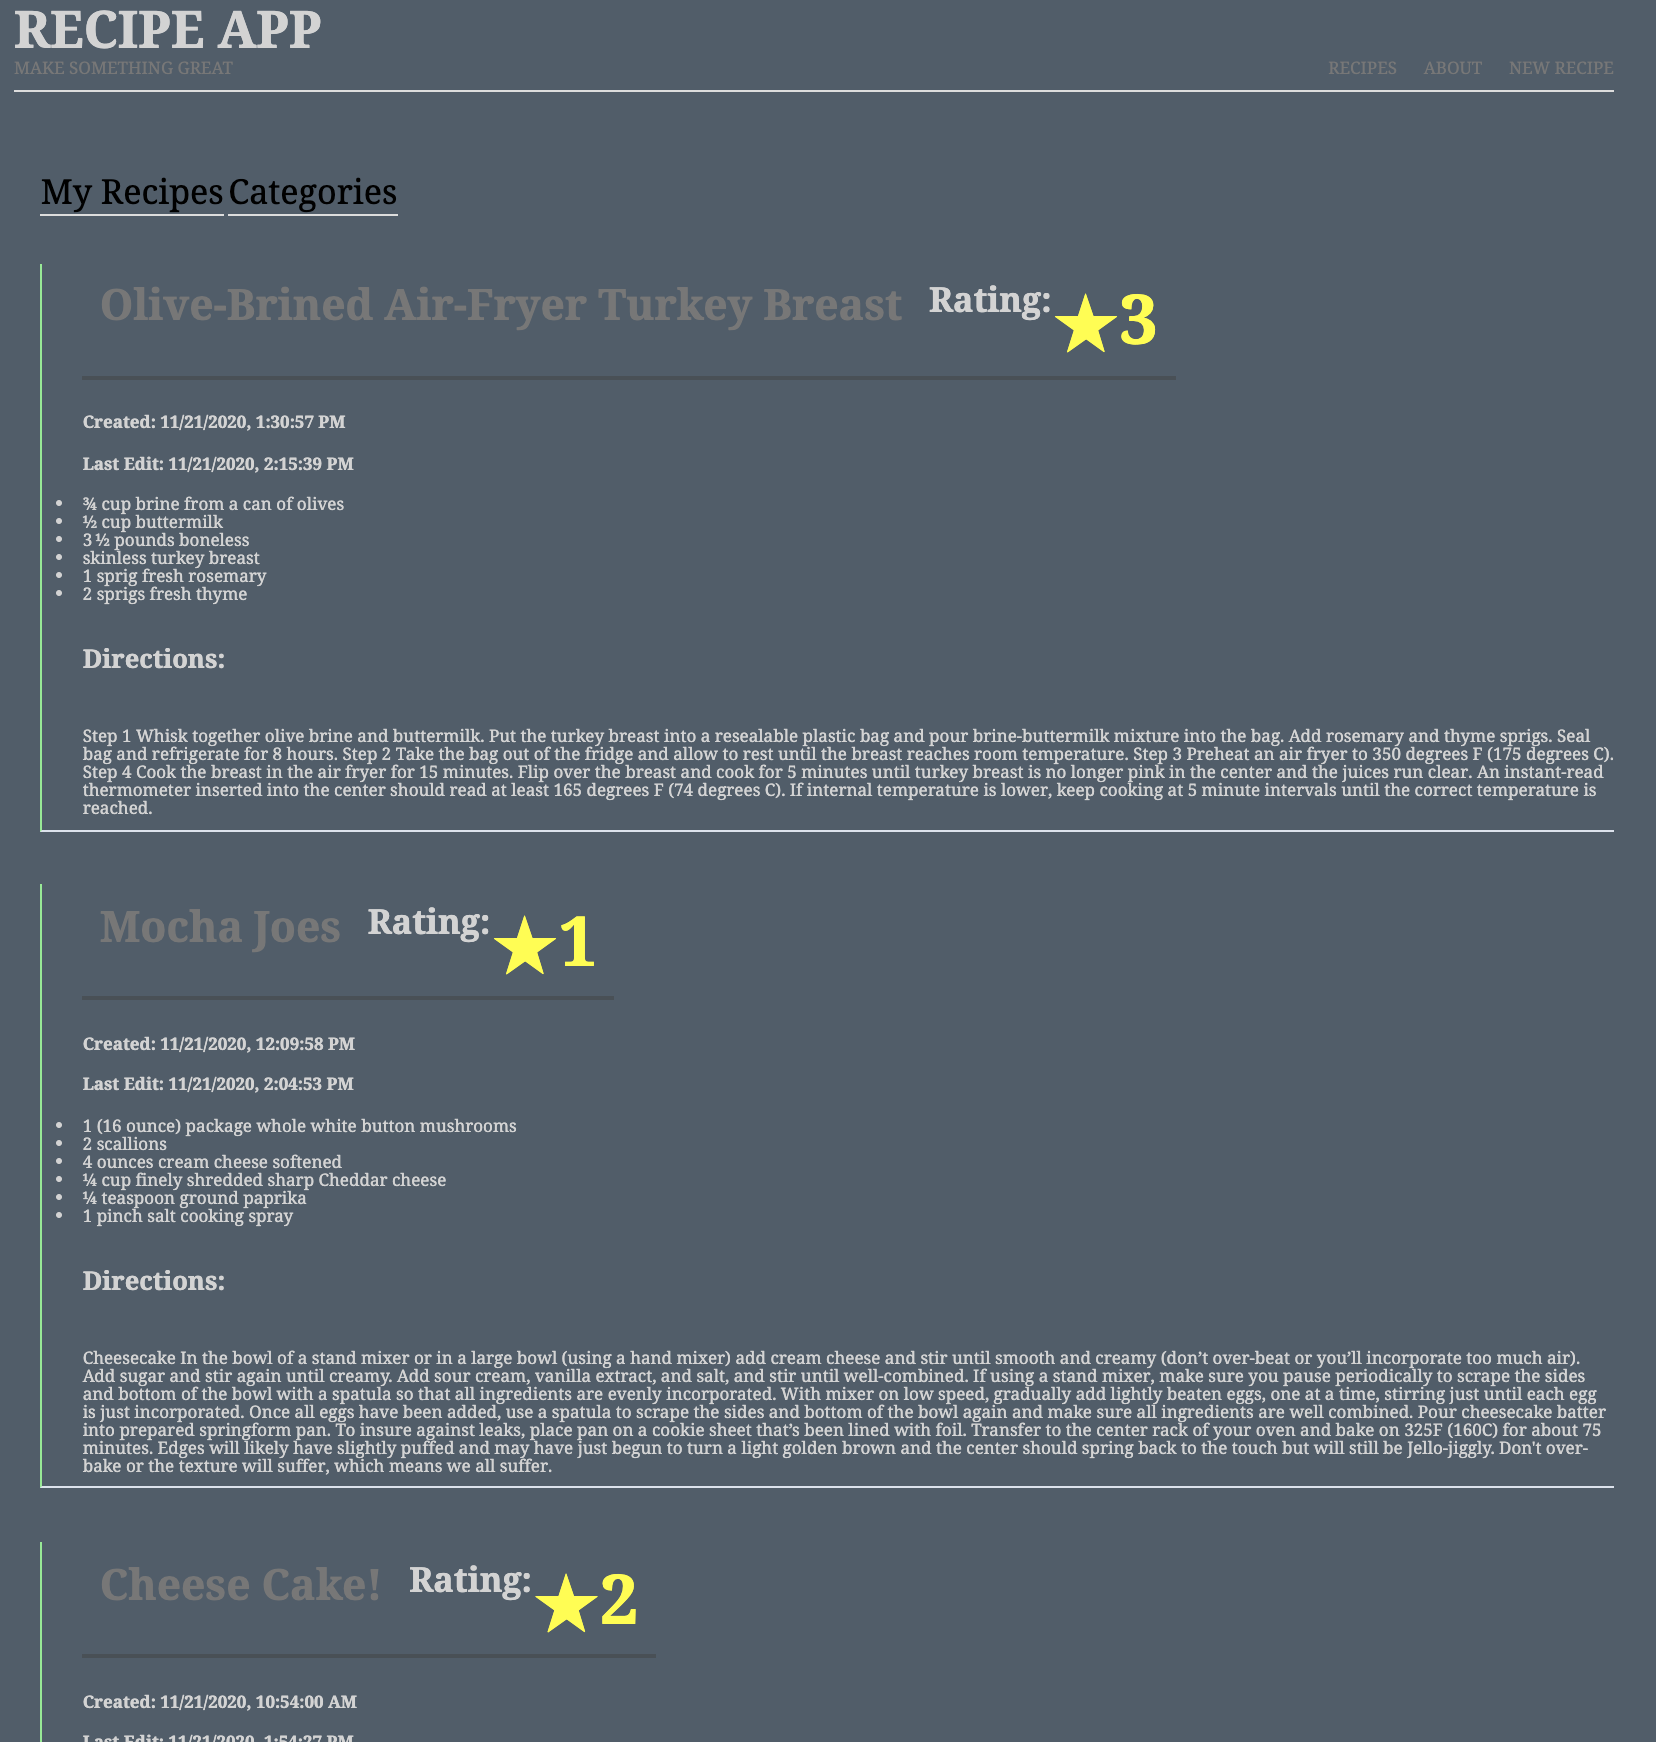 RECIPE APP
MAKE SOMETHING GREAT
RECIPES ABOUT NEW RECIPE
My Recipes Categories
Olive-Brined Air-Fryer Turkey Breast Rating: ★3
Created: 11/21/2020, 1:30:57 PM
Last Edit: 11/21/2020, 2:15:39 PM
• ¾ cup brine from a can of olives
• ½ cup buttermilk
• 3 ½ pounds boneless
• skinless turkey breast
• 1 sprig fresh rosemary
• 2 sprigs fresh thyme
Directions:
Step 1 Whisk together olive brine and buttermilk. Put the turkey breast into a resealable plastic bag and pour brine-buttermilk mixture into the bag. Add rosemary and thyme sprigs. Seal
bag and refrigerate for 8 hours. Step 2 Take the bag out of the fridge and allow to rest until the breast reaches room temperature. Step 3 Preheat an air fryer to 350 degrees F (175 degrees C).
Step 4 Cook the breast in the air fryer for 15 minutes. Flip over the breast and cook for 5 minutes until turkey breast is no longer pink in the center and the juices run clear. An instant-read
thermometer inserted into the center should read at least 165 degrees F (74 degrees C). If internal temperature is lower, keep cooking at 5 minute intervals until the correct temperature is
reached.
Mocha Joes Rating: ★1
Created: 11/21/2020, 12:09:58 PM
Last Edit: 11/21/2020, 2:04:53 PM
• 1 (16 ounce) package whole white button mushrooms
• 2 scallions
• 4 ounces cream cheese softened
• ¼ cup finely shredded sharp Cheddar cheese
• ¼ teaspoon ground paprika
• 1 pinch salt cooking spray
Directions:
Cheesecake In the bowl of a stand mixer or in a large bowl (using a hand mixer) add cream cheese and stir until smooth and creamy (don’t over-beat or you’ll incorporate too much air).
Add sugar and stir again until creamy. Add sour cream, vanilla extract, and salt, and stir until well-combined. If using a stand mixer, make sure you pause periodically to scrape the sides
and bottom of the bowl with a spatula so that all ingredients are evenly incorporated. With mixer on low speed, gradually add lightly beaten eggs, one at a time, stirring just until each egg
is just incorporated. Once all eggs have been added, use a spatula to scrape the sides and bottom of the bowl again and make sure all ingredients are well combined. Pour cheesecake batter
into prepared springform pan. To insure against leaks, place pan on a cookie sheet that’s been lined with foil. Transfer to the center rack of your oven and bake on 325F (160C) for about 75
minutes. Edges will likely have slightly puffed and may have just begun to turn a light golden brown and the center should spring back to the touch but will still be Jello-jiggly. Don't over-
bake or the texture will suffer, which means we all suffer.
Cheese Cake! Rating: ★2
Created: 11/21/2020, 10:54:00 AM
Last Edit: 11/21/2020, 1:54:27 PM